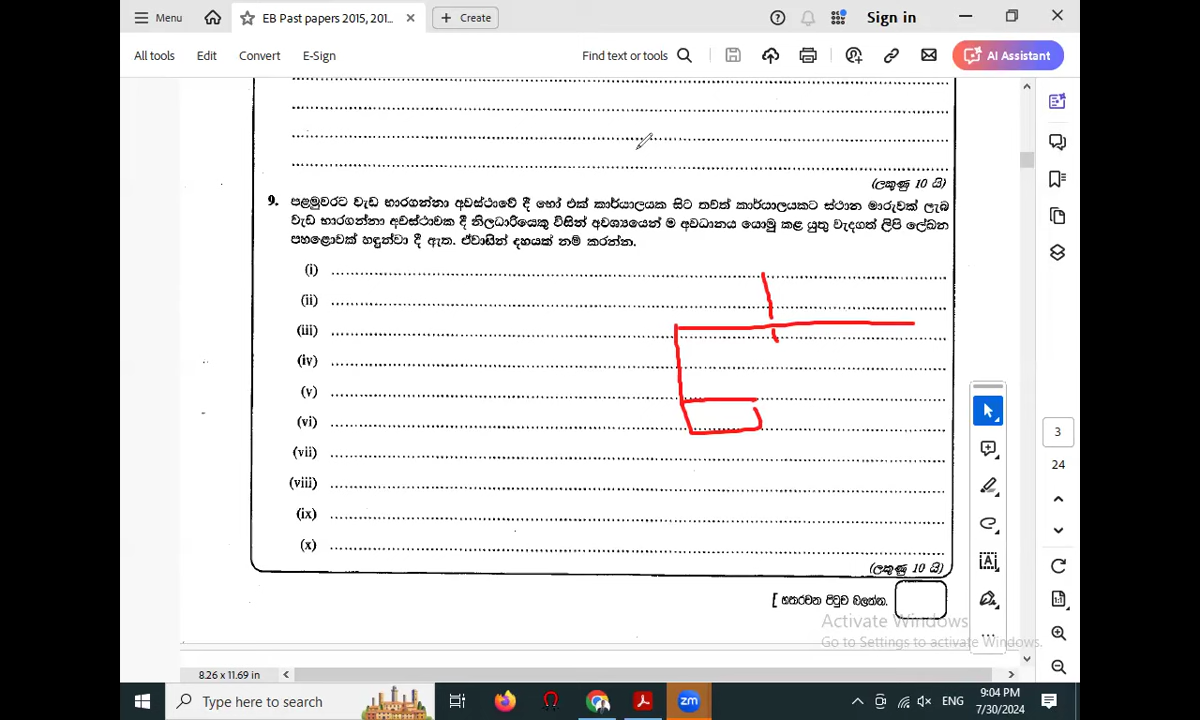 Menu
EB Past papers 2015, 201...
Create
Sign in
All tools
Edit
Convert
E-Sign
Find text or tools
AI Assistant
(ලකුණු 10 යි)
9. පළමුවරට වැඩ භාරගන්නා අවස්ථාවේ දී හෝ එක් කාර්යාලයක සිට තවත් කාර්යාලයකට ස්ථාන මාරුවක් ලැබ
වැඩ භාරගන්නා අවස්ථාවක දී නිලධාරියෙකු විසින් අවශ්‍යයෙන් ම අවධානය යොමු කළ යුතු වැදගත් ලිපි ලේඛන
පහළොවක් හඳුන්වා දී ඇත. ඒවායින් දහයක් නම් කරන්න.
(i)
(ii)
(iii)
(iv)
(v)
(vi)
(vii)
(viii)
(ix)
(x)
(ලකුණු 10 යි)
[ හතරවන පිටුව බලන්න.
Activate Windows
Go to Settings to activate Windows.
3
24
8.26 x 11.69 in
Type here to search
zm
ENG
9:04 PM
7/30/2024